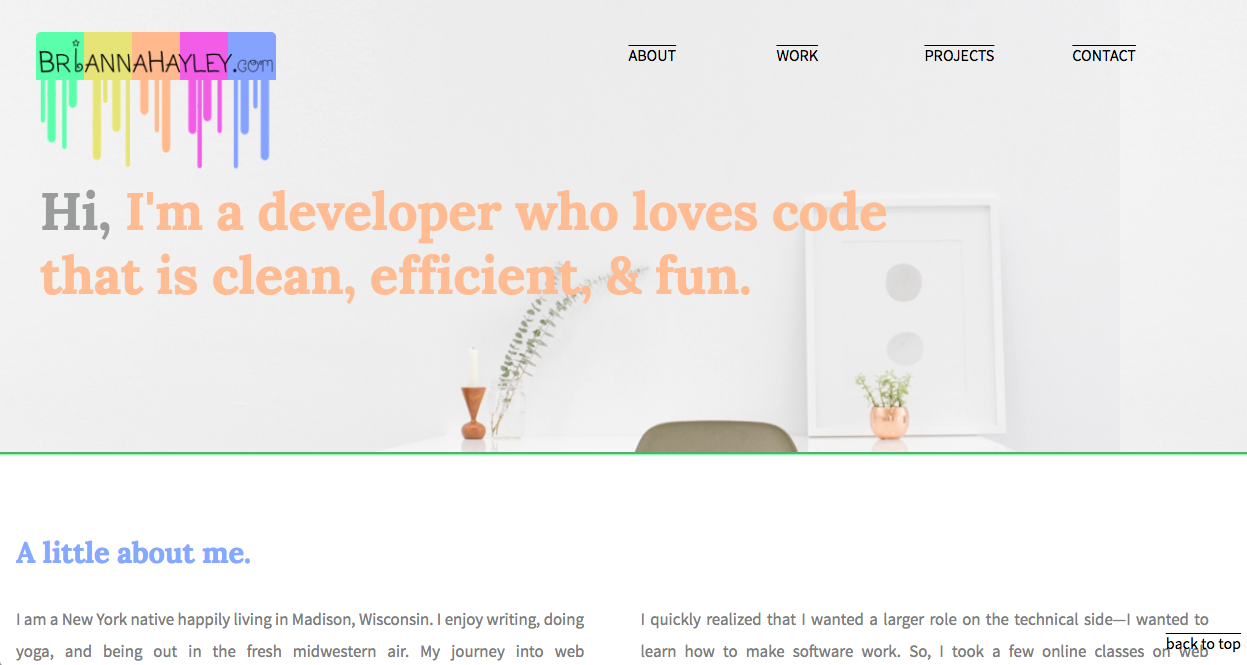 BRiANNAHAYLEY.com
ABOUT WORK PROJECTS CONTACT
Hi, I'm a developer who loves code
that is clean, efficient, & fun.
A little about me.
I am a New York native happily living in Madison, Wisconsin. I enjoy writing, doing
yoga, and being out in the fresh midwestern air. My journey into web
I quickly realized that I wanted a larger role on the technical side—I wanted to
learn how to make software work. So, I took a few online classes on web
back to top